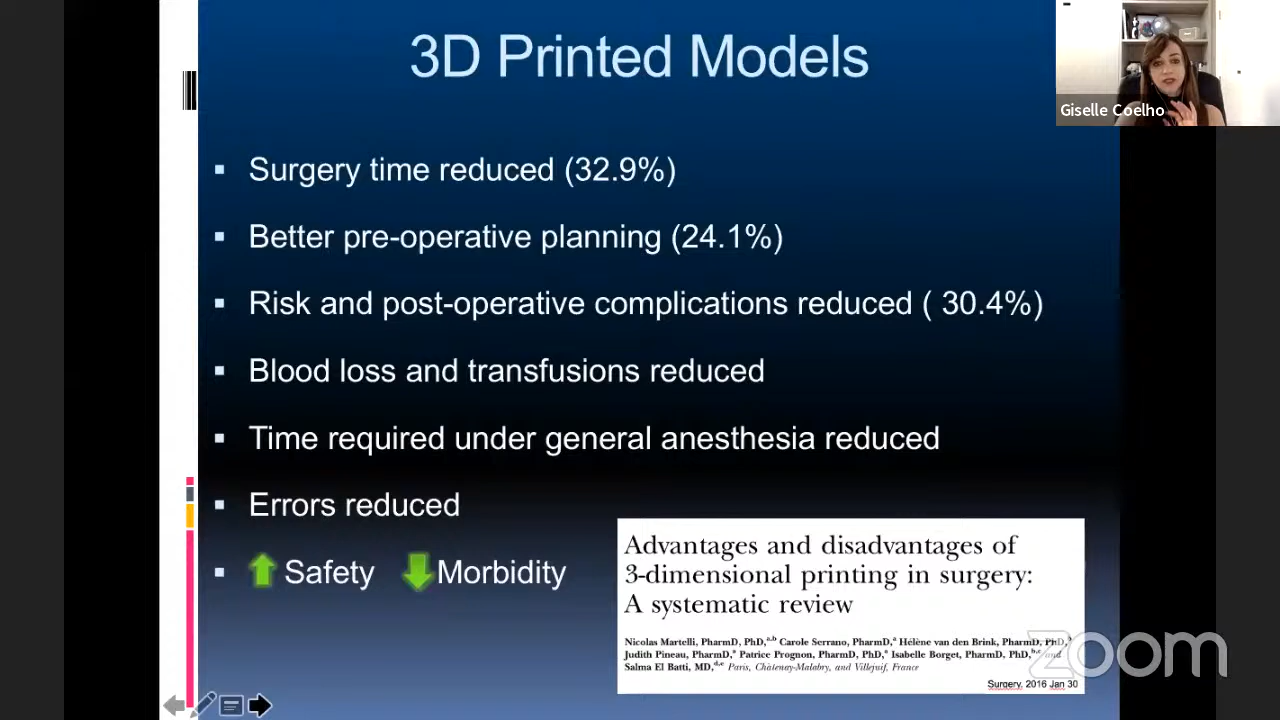 3D Printed Models
Giselle Coelho
▪ Surgery time reduced (32.9%)
▪ Better pre-operative planning (24.1%)
▪ Risk and post-operative complications reduced ( 30.4%)
▪ Blood loss and transfusions reduced
▪ Time required under general anesthesia reduced
▪ Errors reduced
▪ Safety Morbidity
Advantages and disadvantages of
3-dimensional printing in surgery:
A systematic review
Nicolas Martelli, PharmD, PhD,a,b Carole Serrano, PharmD,a Hélène van den Brink, PharmD, PhD,
Judith Pineau, PharmD,a Patrice Prognon, PharmD, PhD,a Isabelle Borget, PharmD, PhD, and
Salma El Batti, MD,d,e Paris, Châtenay-Malabry, and Villejuif, France
Surgery. 2016 Jan 30
zoom